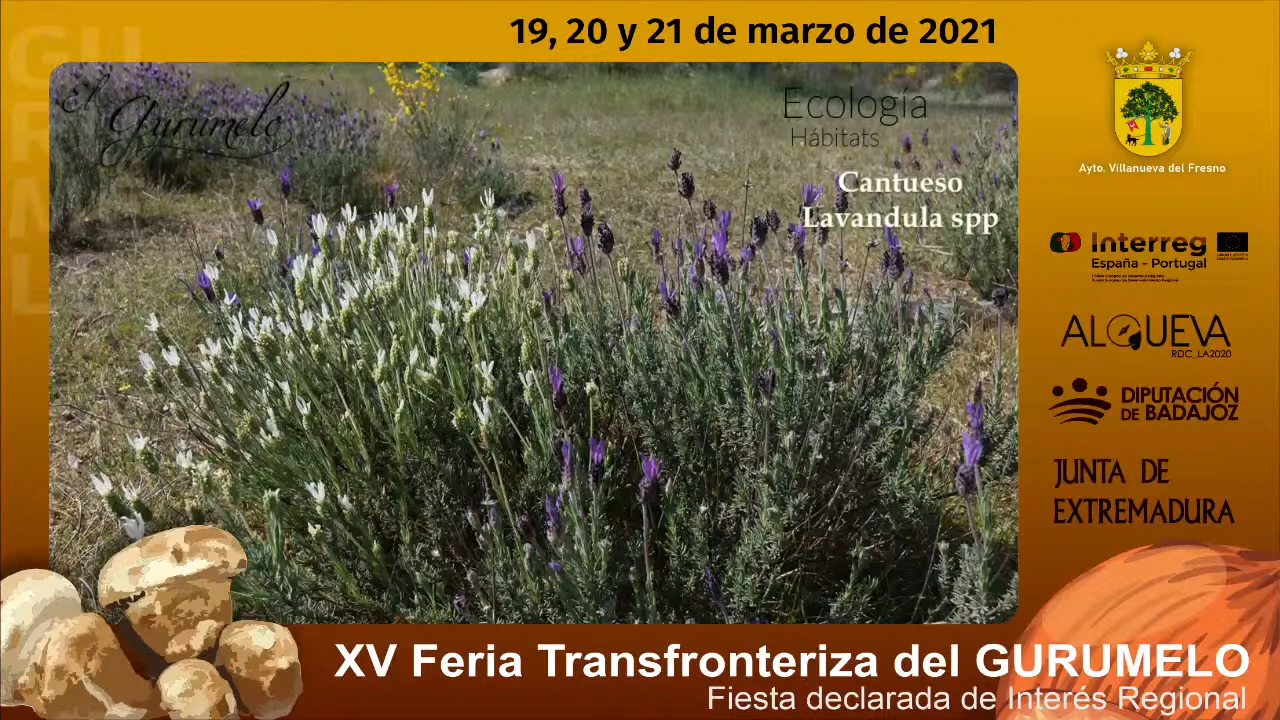 19, 20 y 21 de marzo de 2021
El
Gurumelo
Ecología
Hábitats
Cantueso
Lavandula spp
Ayto. Villanueva del Fresno
Interreg
España - Portugal
ALQUEVA
RDC_LA2020
DIPUTACIÓN
DE BADAJOZ
JUNTA DE
EXTREMADURA
XV Feria Transfronteriza del GURUMELO
Fiesta declarada de Interés Regional